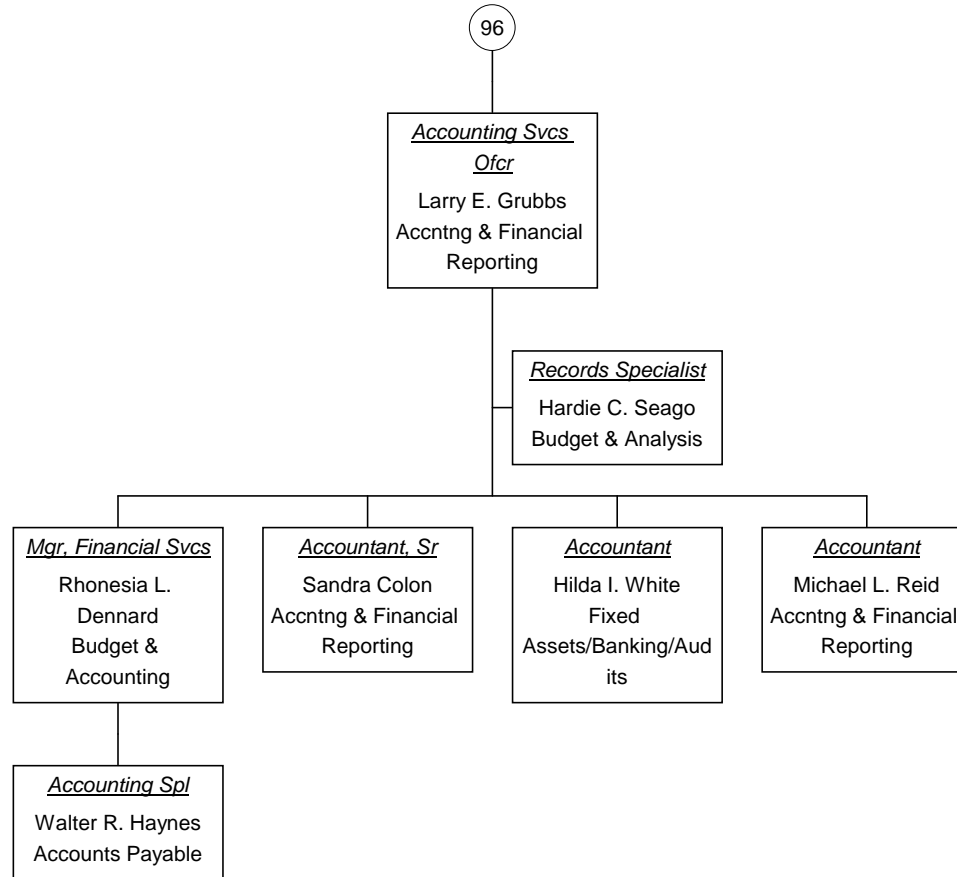 96
Accounting Svcs
Ofcr
Larry E. Grubbs
Accntng & Financial
Reporting
Records Specialist
Hardie C. Seago
Budget & Analysis
Mgr, Financial Svcs
Rhonesia L.
Dennard
Budget &
Accounting
Accountant, Sr
Sandra Colon
Accntng & Financial
Reporting
Accountant
Hilda I. White
Fixed
Assets/Banking/Aud
its
Accountant
Michael L. Reid
Accntng & Financial
Reporting
Accounting Spl
Walter R. Haynes
Accounts Payable